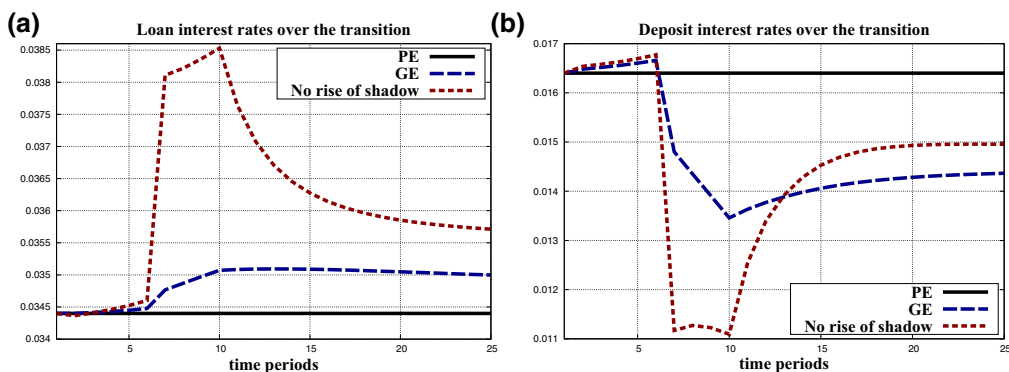 (a)
Loan interest rates over the transition
0.0385
0.038
0.0375
0.037
0.0365
0.036
0.0355
0.035
0.0345
0.034
PE
GE
No rise of shadow
5
10
15
20
25
time periods
(b)
Deposit interest rates over the transition
0.017
0.016
0.015
0.014
0.013
0.012
0.011
PE
GE
No rise of shadow
5
10
15
20
25
time periods